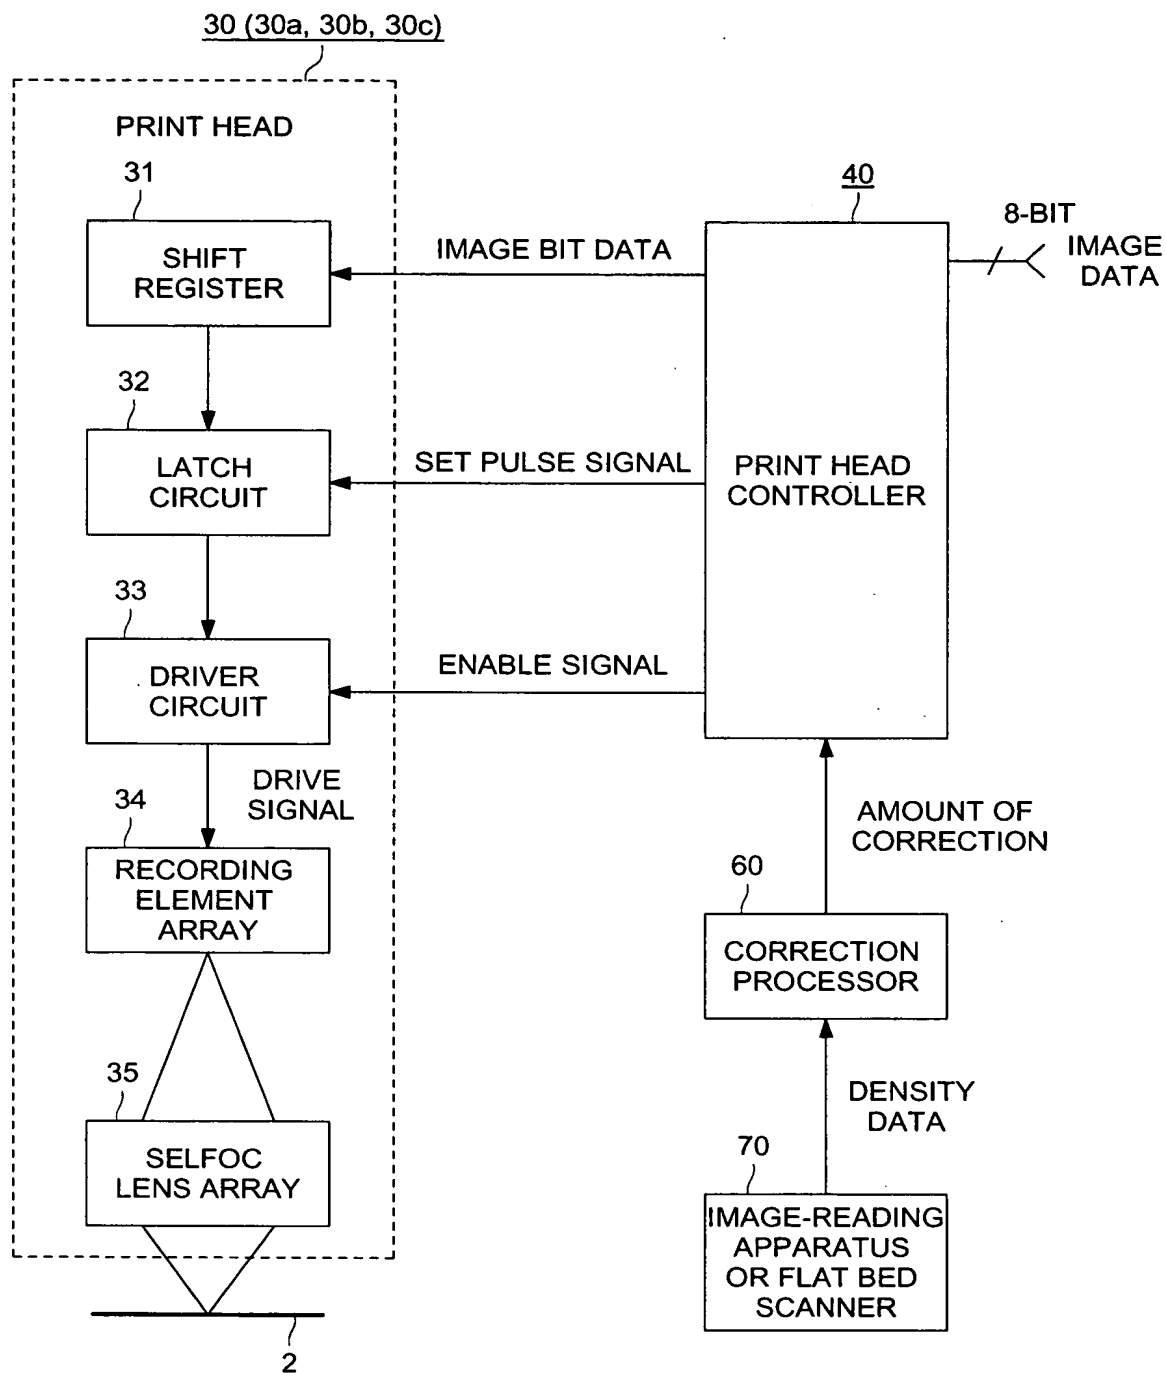 30 (30a, 30b, 30c)
PRINT HEAD
31
SHIFT
REGISTER
IMAGE BIT DATA
40
8-BIT
IMAGE
DATA
32
LATCH
CIRCUIT
SET PULSE SIGNAL
PRINT HEAD
CONTROLLER
33
DRIVER
CIRCUIT
ENABLE SIGNAL
DRIVE
SIGNAL
34
RECORDING
ELEMENT
ARRAY
AMOUNT OF
CORRECTION
60
CORRECTION
PROCESSOR
35
SELFOC
LENS ARRAY
DENSITY
DATA
70
IMAGE-READING
APPARATUS
OR FLAT BED
SCANNER
2